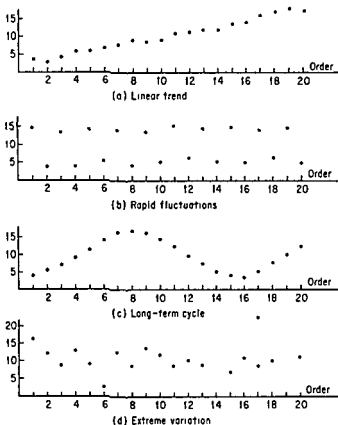 15
10
5
Order
2 4 6 8 10 12 14 16 18 20
(a) Linear trend
15
10
5
Order
2 4 6 8 10 12 14 16 18 20
(b) Rapid fluctuations
15
10
5
Order
2 4 6 8 10 12 14 16 18 20
(c) Long-term cycle
20
15
10
5
Order
2 4 6 8 10 12 14 16 18 20
(d) Extreme variation